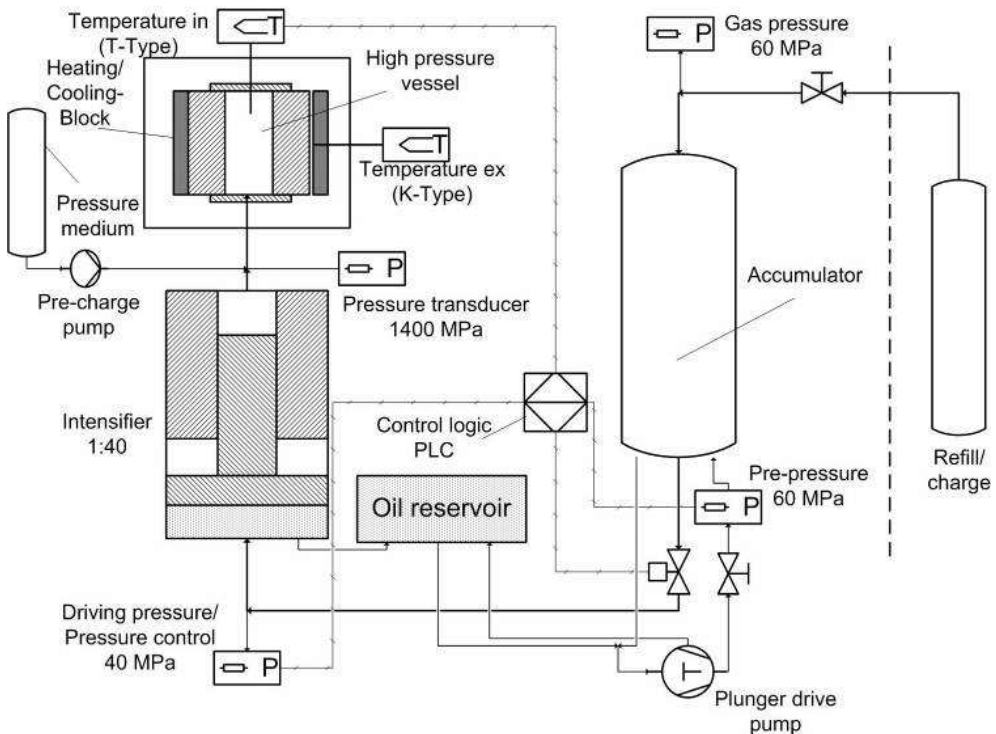 Temperature in
(T-Type)
T
Gas pressure
60 MPa
P
Heating/
Cooling-
Block
High pressure
vessel
T
Temperature ex
(K-Type)
Pressure
medium
Pre-charge
pump
P
Pressure transducer
1400 MPa
Accumulator
Intensifier
1:40
Control logic
PLC
Refill/
charge
Pre-pressure
60 MPa
P
Oil reservoir
Driving pressure/
Pressure control
40 MPa
P
Plunger drive
pump